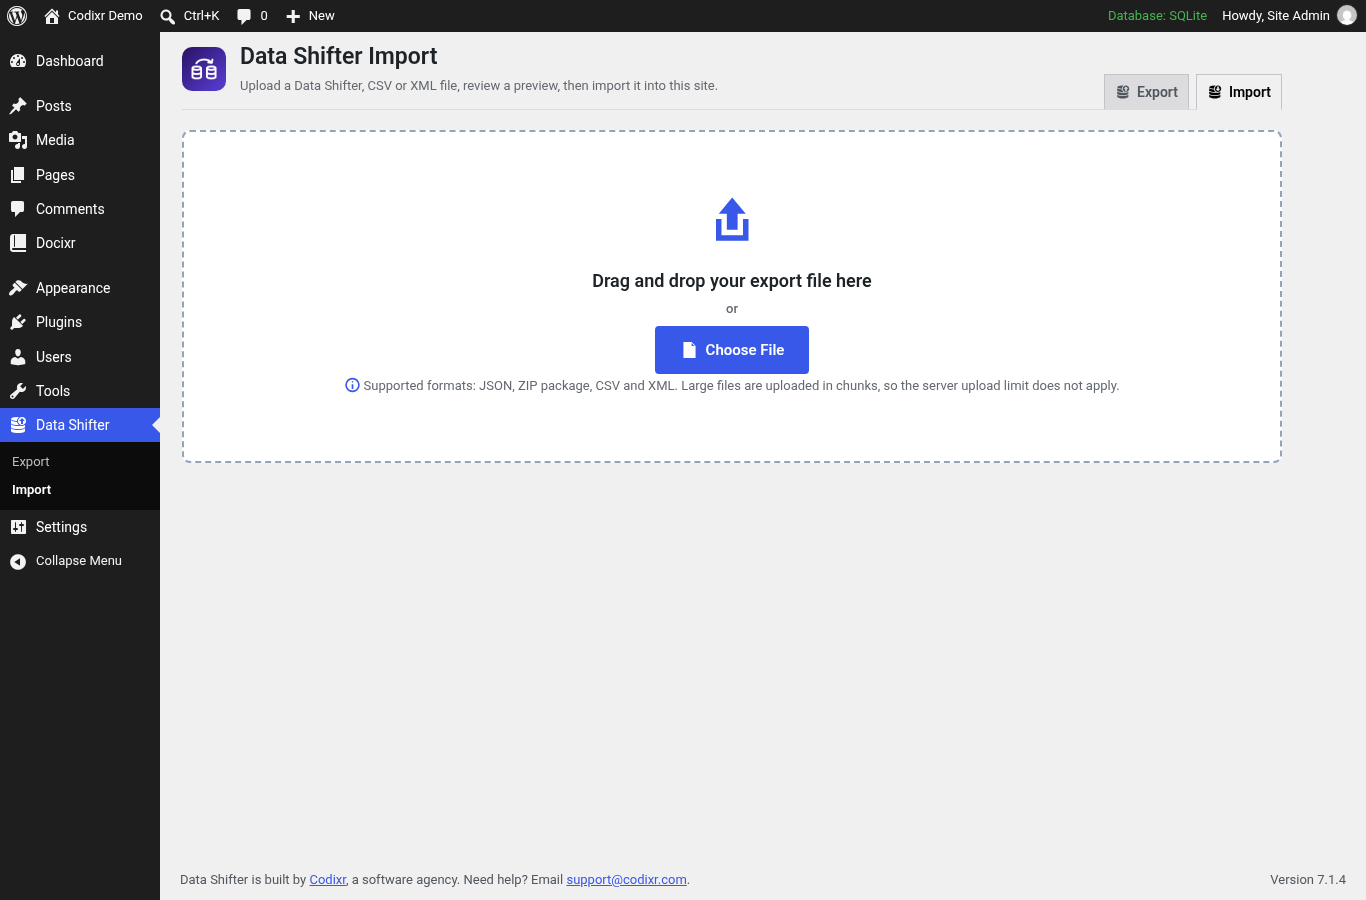 Codixr Demo
Ctrl+K
0
New
Database: SQLite
Howdy, Site Admin
Dashboard
Posts
Media
Pages
Comments
Docixr
Appearance
Plugins
Users
Tools
Data Shifter
Export
Import
Settings
Collapse Menu
Data Shifter Import
Upload a Data Shifter, CSV or XML file, review a preview, then import it into this site.
Export
Import
Drag and drop your export file here
or
Choose File
Supported formats: JSON, ZIP package, CSV and XML. Large files are uploaded in chunks, so the server upload limit does not apply.
Data Shifter is built by Codixr, a software agency. Need help? Email support@codixr.com.
Version 7.1.4